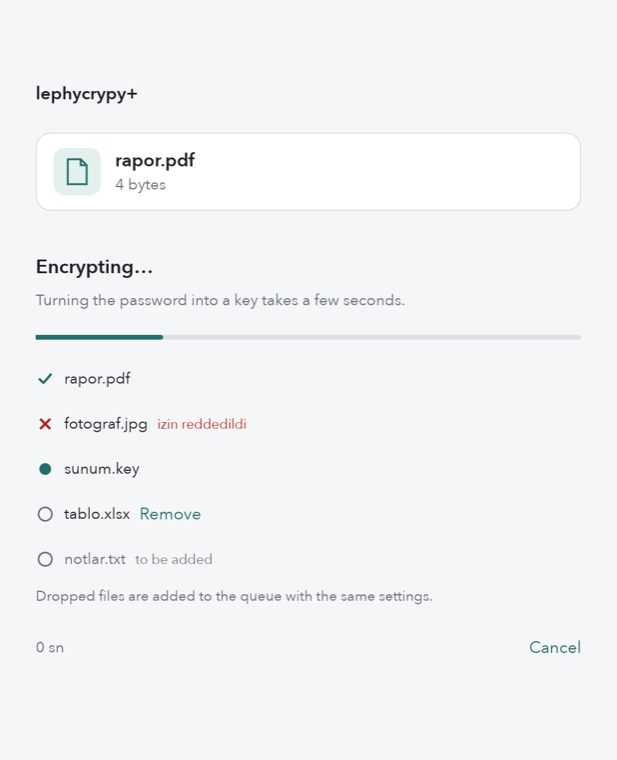 lephycrypy+
rapor.pdf
4 bytes
Encrypting…
Turning the password into a key takes a few seconds.
rapor.pdf
fotograf.jpg izin reddedildi
sunum.key
tablo.xlsx Remove
notlar.txt to be added
Dropped files are added to the queue with the same settings.
0 sn Cancel